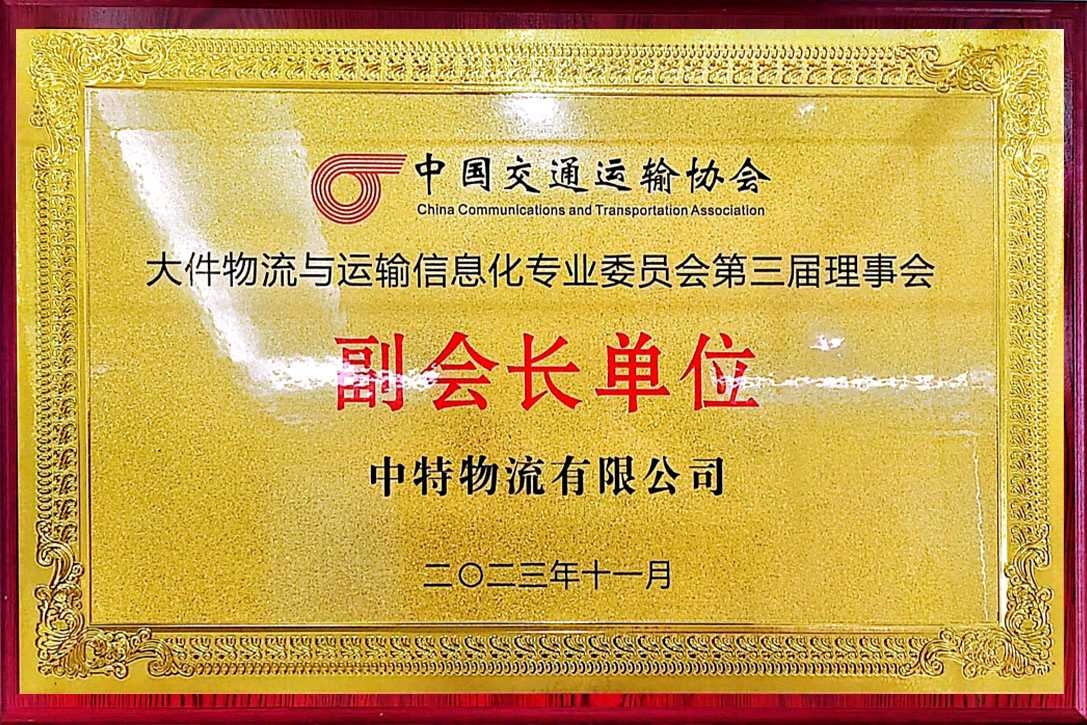 中国交通运输协会
China Communications and Transportation Association
大件物流与运输信息化专业委员会第三届理事会
副会长单位
中特物流有限公司
二〇二三年十一月